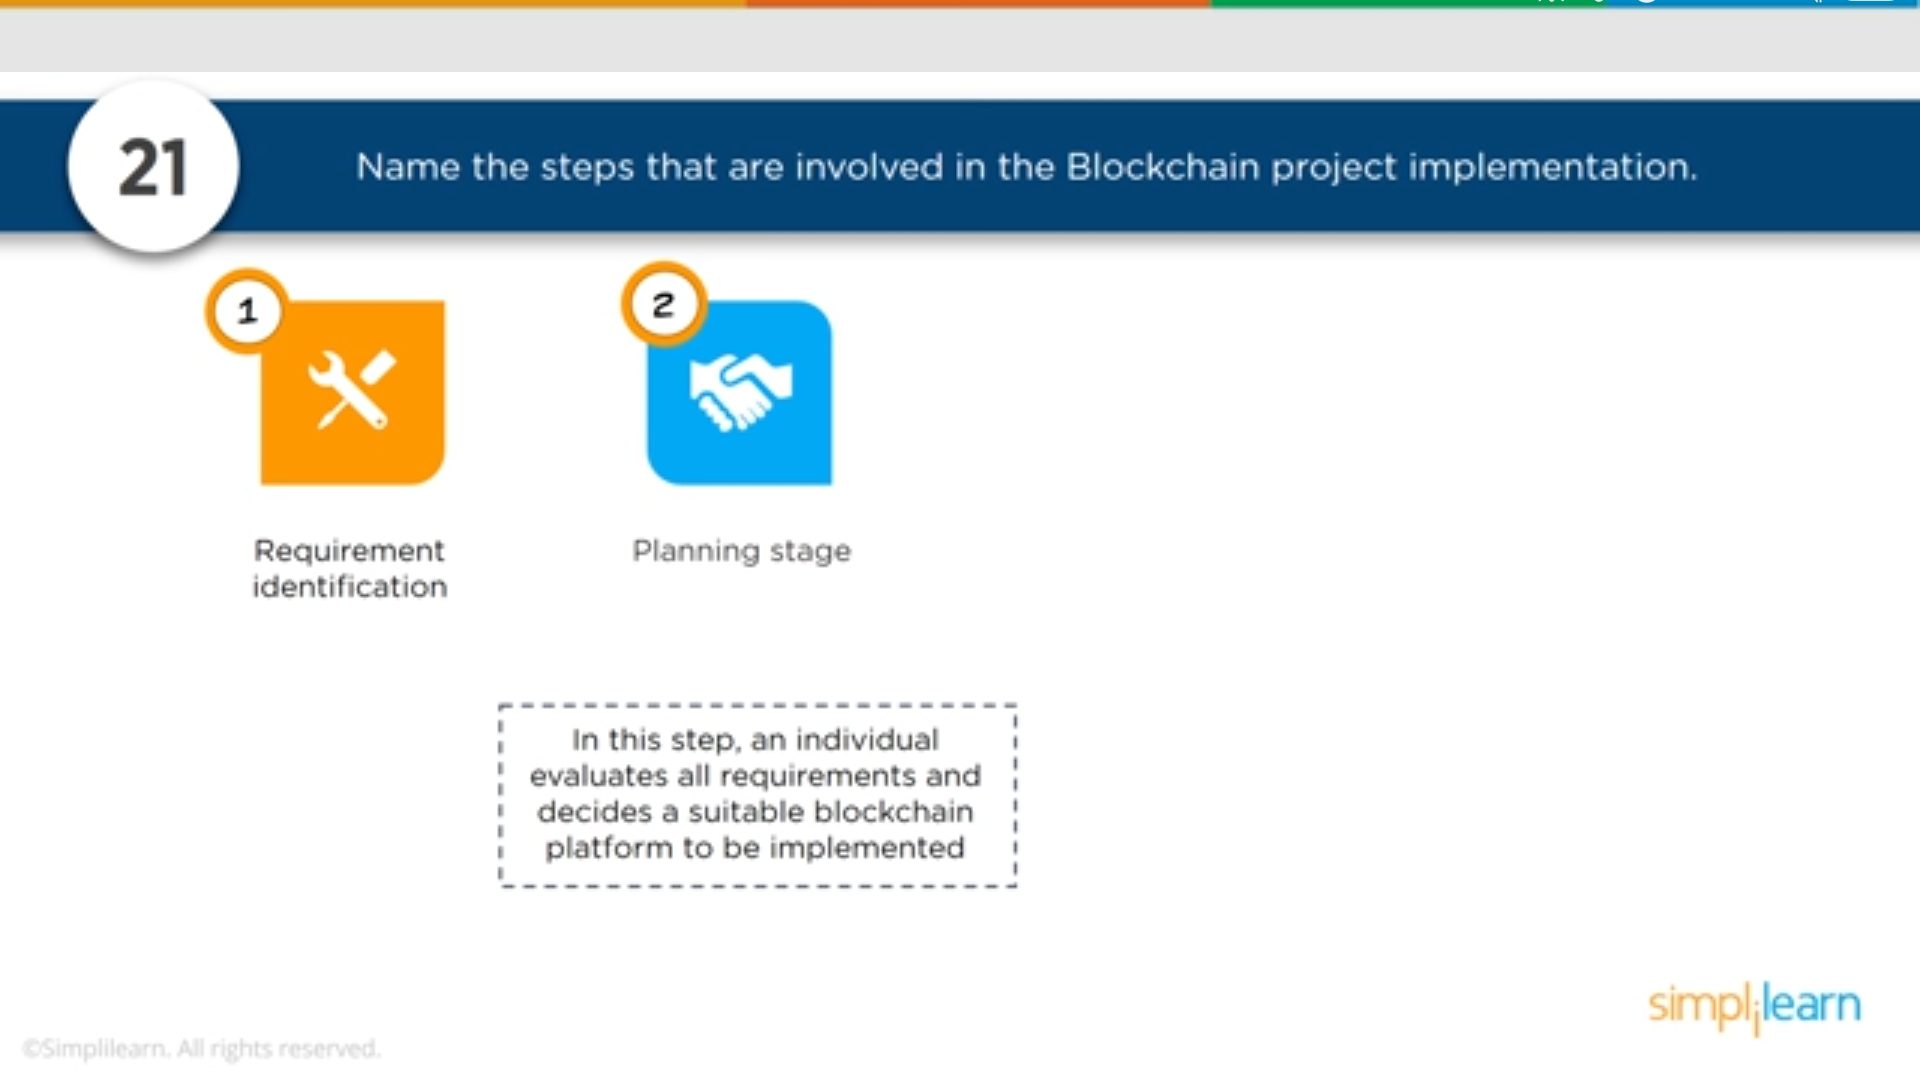 21
Name the steps that are involved in the Blockchain project implementation.
1
2
Requirement
identification
Planning stage
In this step, an individual
evaluates all requirements and
decides a suitable blockchain
platform to be implemented
simplilearn
©Simplilearn. All rights reserved.